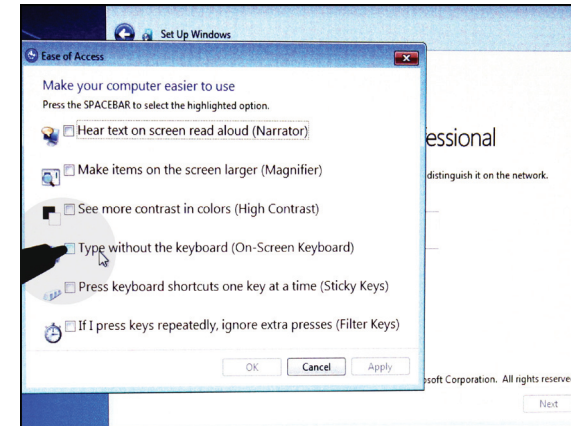 Set Up Windows
Ease of Access
Make your computer easier to use
Press the SPACEBAR to select the highlighted option.
Hear text on screen read aloud (Narrator)
Make items on the screen larger (Magnifier)
See more contrast in colors (High Contrast)
Type without the keyboard (On-Screen Keyboard)
Press keyboard shortcuts one key at a time (Sticky Keys)
If I press keys repeatedly, ignore extra presses (Filter Keys)
OK Cancel Apply
essional
distinguish it on the network.
osoft Corporation. All rights reserve
Next